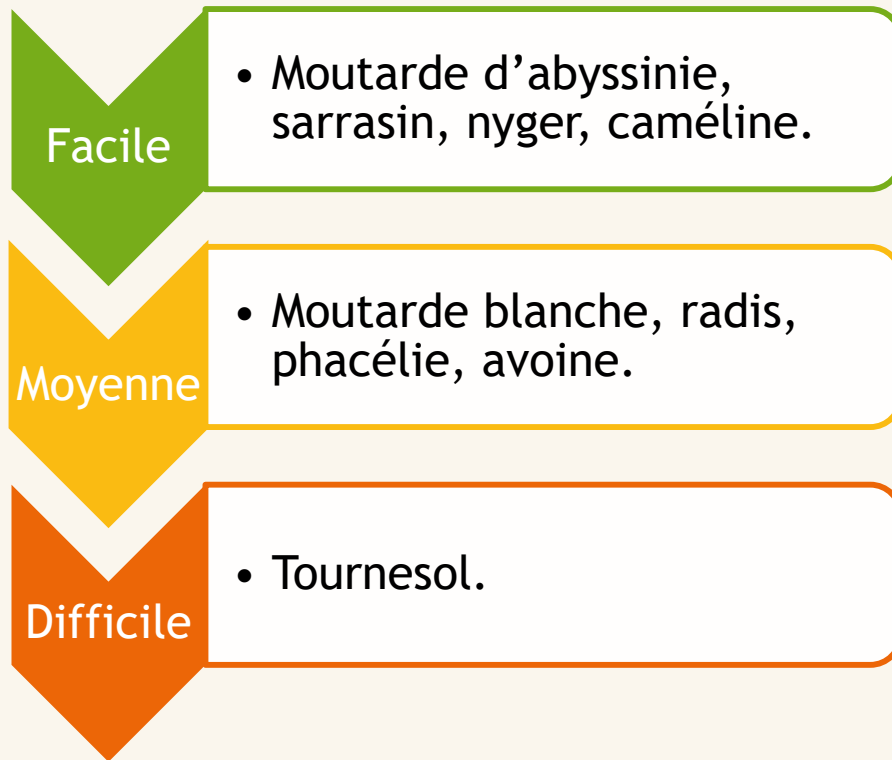 Facile
• Moutarde d’abyssinie,
sarrasin, nyger, caméline.
Moyenne
• Moutarde blanche, radis,
phacélie, avoine.
Difficile
• Tournesol.